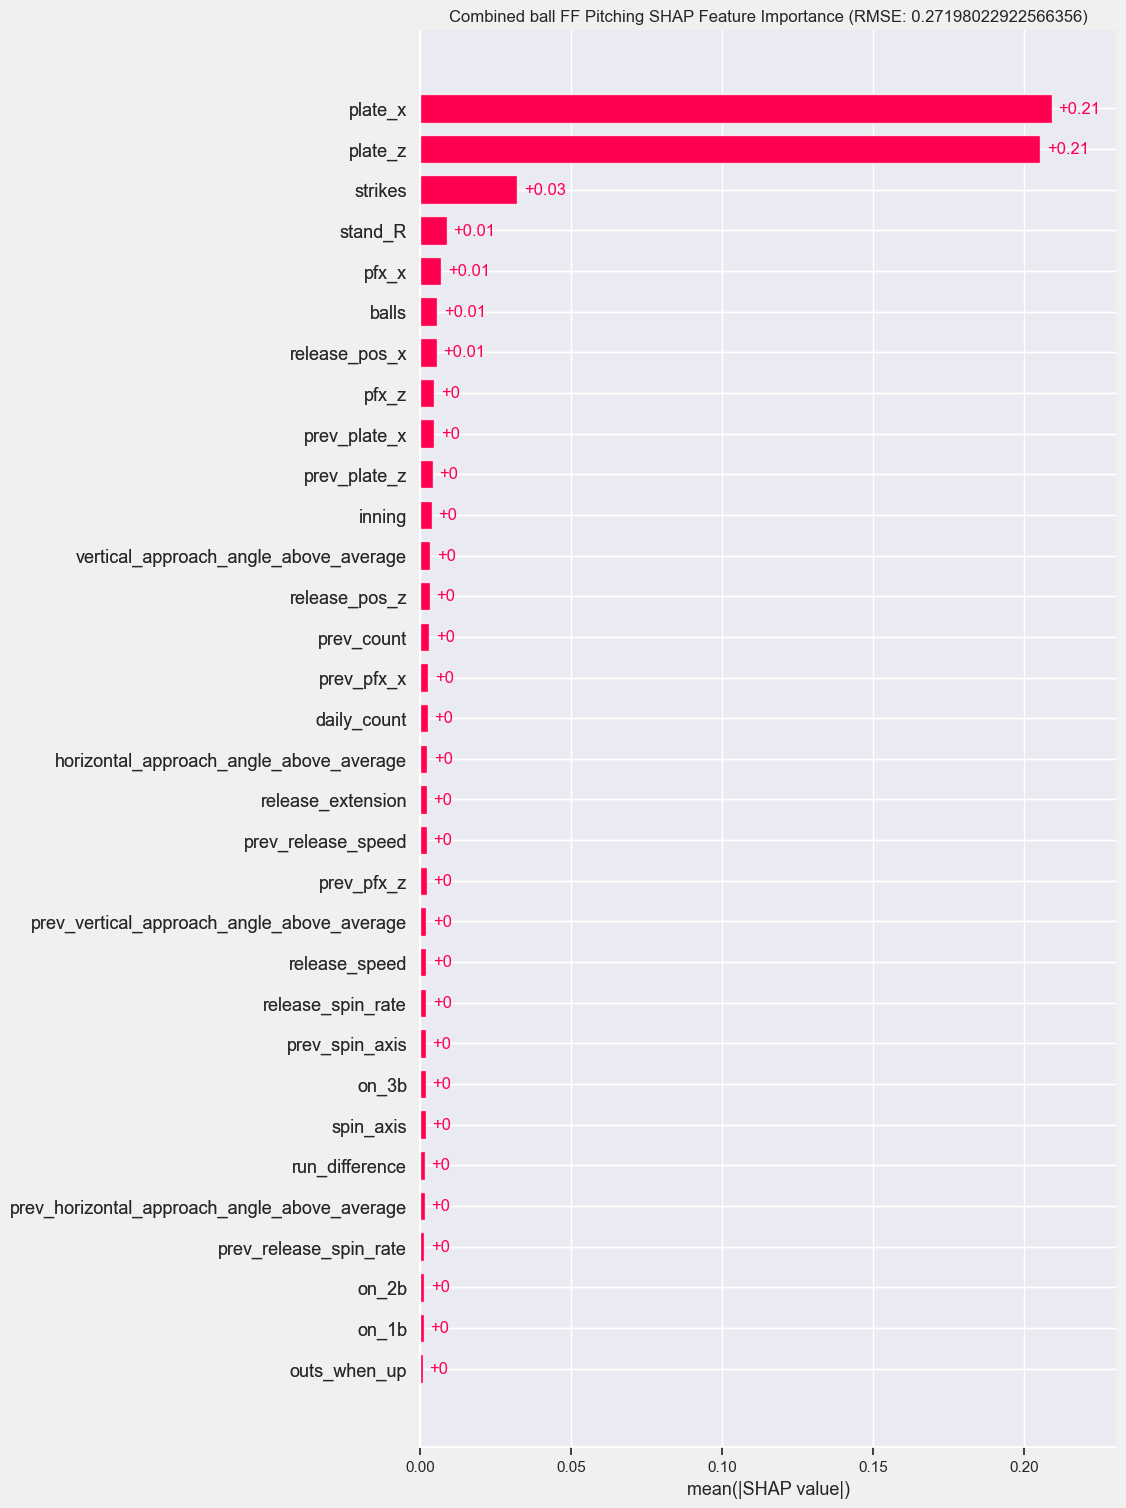 Combined ball FF Pitching SHAP Feature Importance (RMSE: 0.27198022922566356)
plate_x +0.21
plate_z +0.21
strikes +0.03
stand_R +0.01
pfx_x +0.01
balls +0.01
release_pos_x +0.01
pfx_z +0
prev_plate_x +0
prev_plate_z +0
inning +0
vertical_approach_angle_above_average +0
release_pos_z +0
prev_count +0
prev_pfx_x +0
daily_count +0
horizontal_approach_angle_above_average +0
release_extension +0
prev_release_speed +0
prev_pfx_z +0
prev_vertical_approach_angle_above_average +0
release_speed +0
release_spin_rate +0
prev_spin_axis +0
on_3b +0
spin_axis +0
run_difference +0
prev_horizontal_approach_angle_above_average +0
prev_release_spin_rate +0
on_2b +0
on_1b +0
outs_when_up +0
0.00 0.05 0.10 0.15 0.20
mean(|SHAP value|)